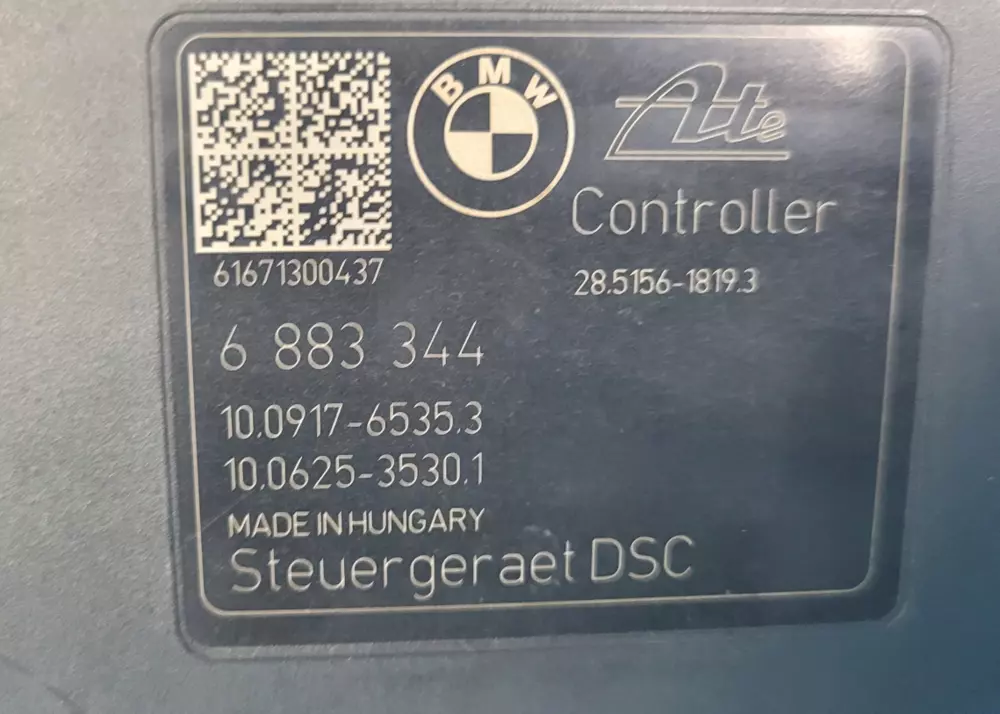 BMW
Ate
Controller
61671300437
28.5156-1819.3
6 883 344
10.0917-6535.3
10.0625-3530.1
MADE IN HUNGARY
Steuergeraet DSC